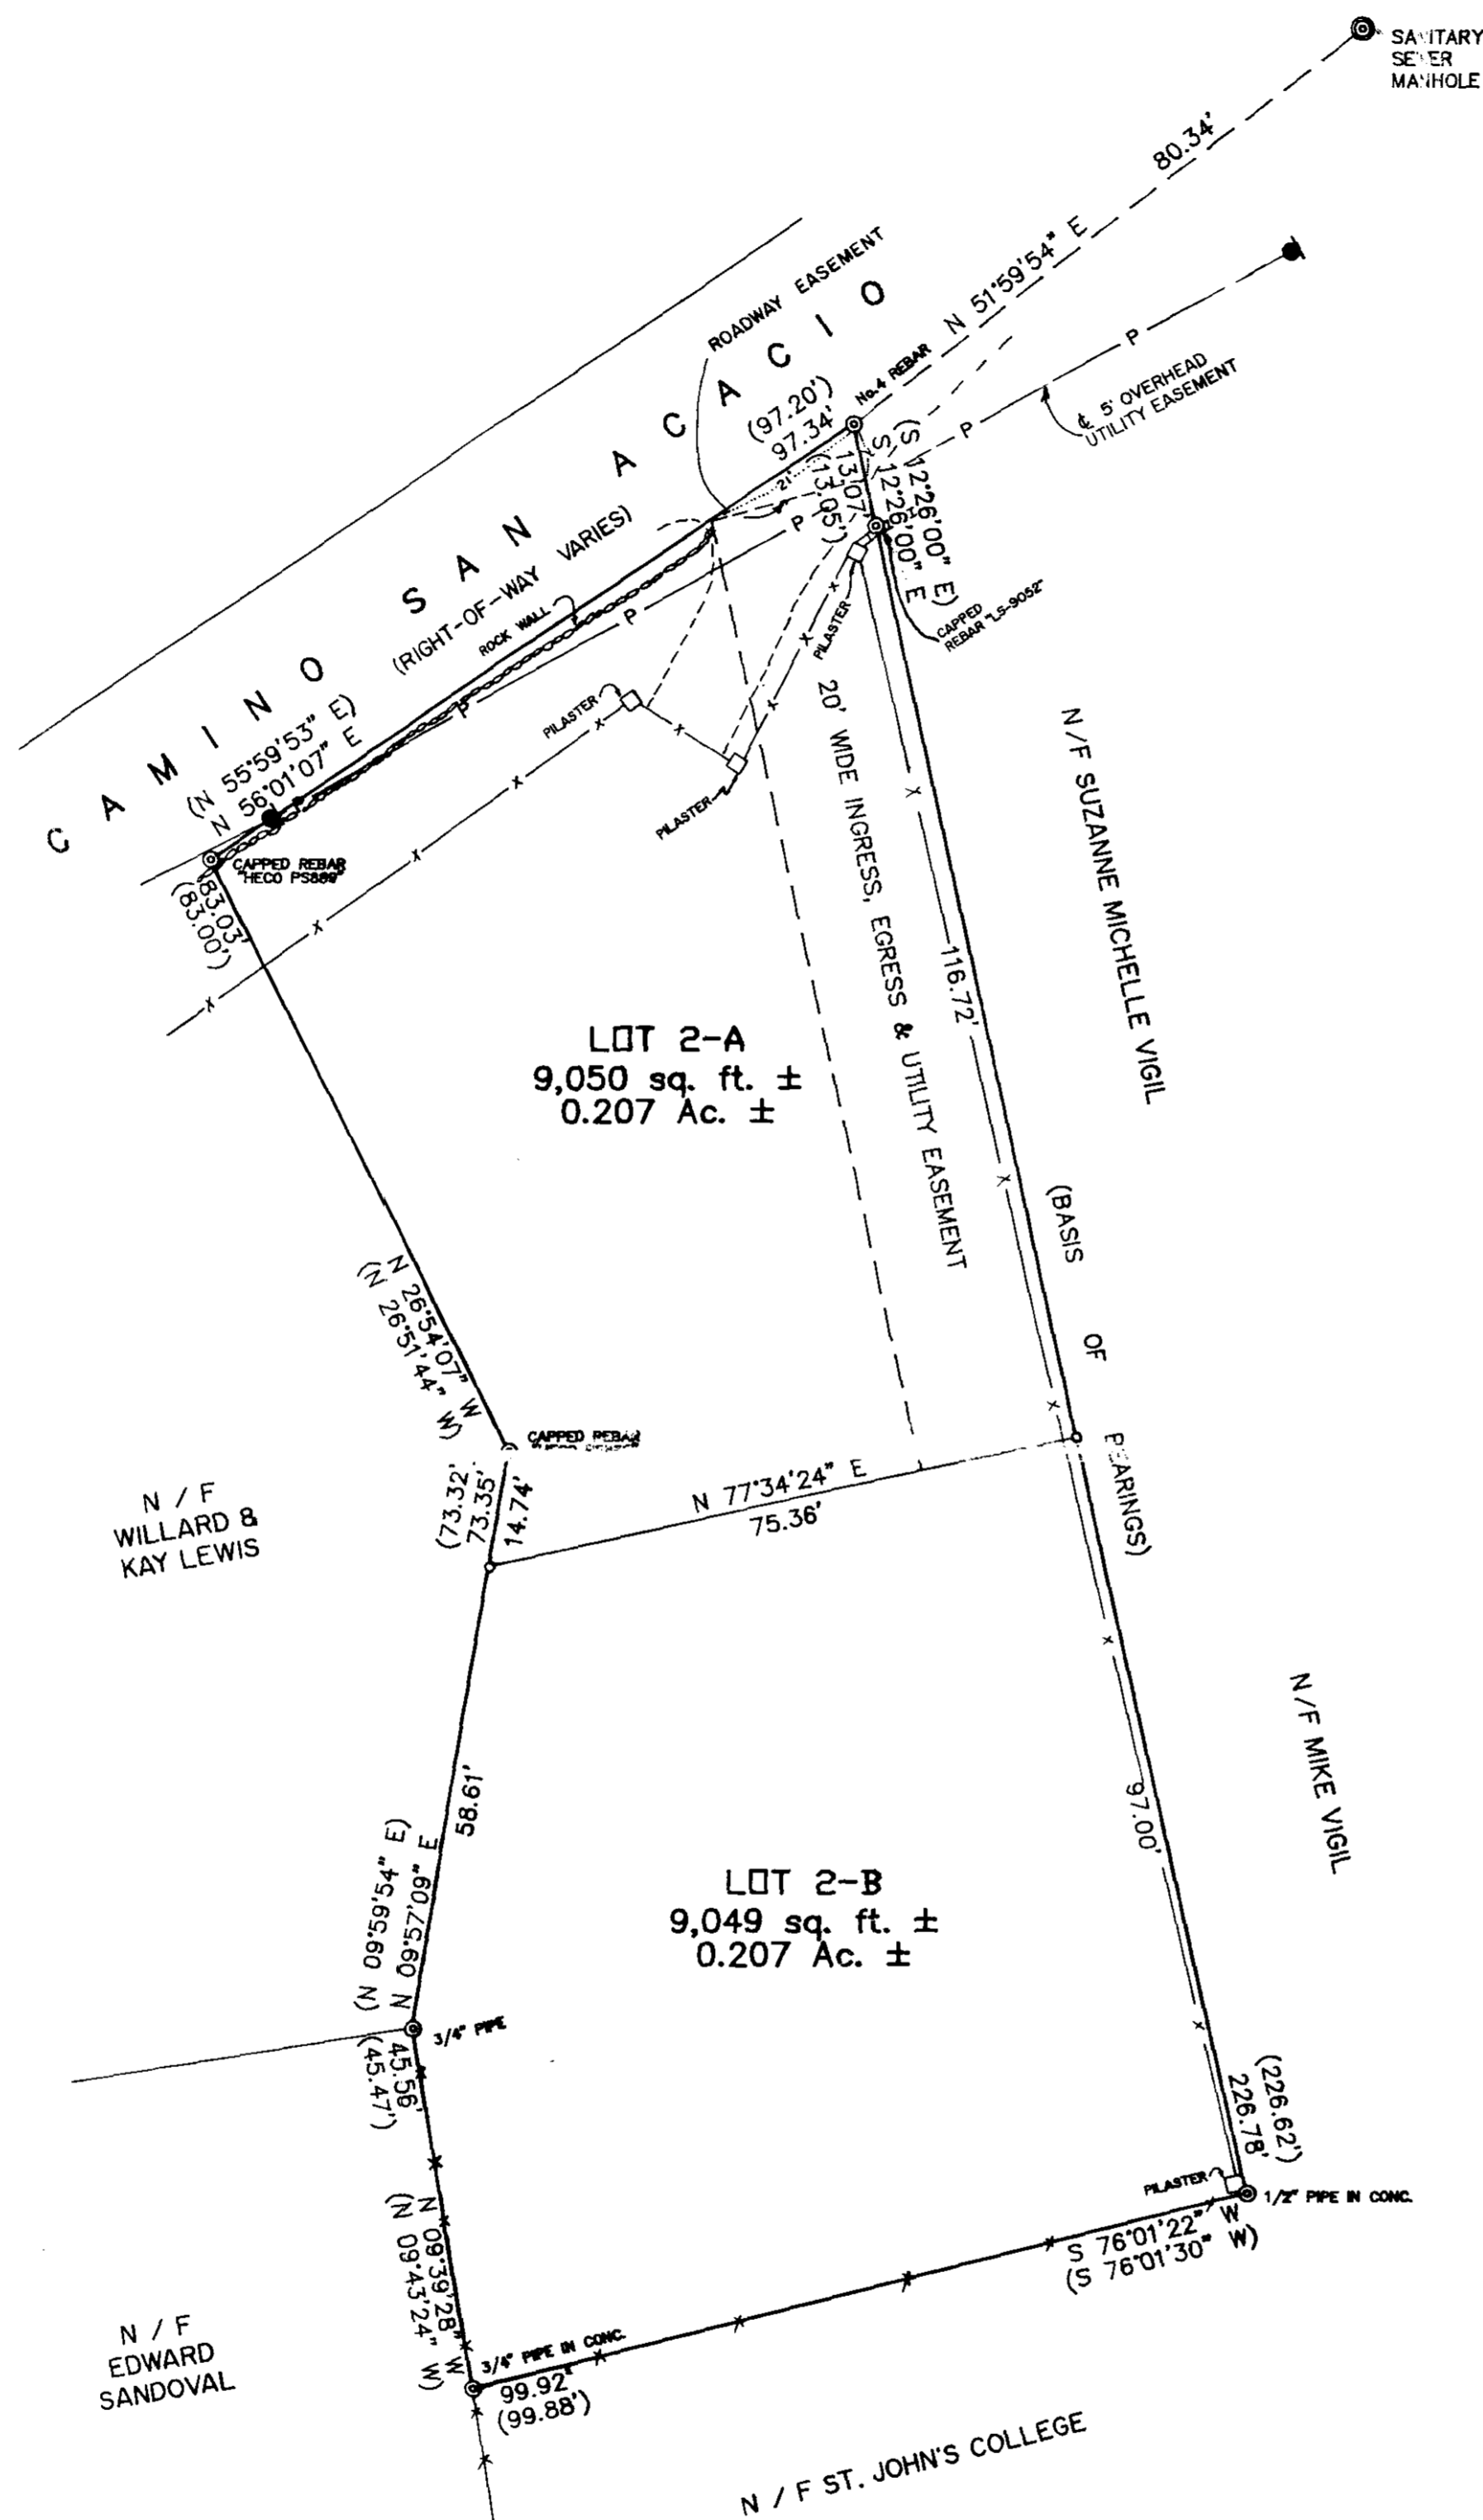 SANITARY
SEWER
MANHOLE
80.34'
N 51°59'54" E
ROADWAY EASEMENT
CAMINO SAN ACACIO
(RIGHT-OF-WAY VARIES)
(97.20')
97.34'
No.4 REBAR
℄ 5' OVERHEAD
UTILITY EASEMENT
P
P
P
P
P
21'
(S 12°26'00" E)
S 12°26'00" E
13.07'
(13.05')
CAPPED
REBAR "LS-9052"
ROCK WALL
PILASTER
PILASTER
PILASTER
(N 55°59'53" E)
N 56°01'07" E
CAPPED REBAR
"HECO PS889"
83.03'
(83.00')
20' WIDE INGRESS, EGRESS & UTILITY EASEMENT
116.72'
N/F SUZANNE MICHELLE VIGIL
LOT 2-A
9,050 sq. ft. ±
0.207 Ac. ±
(BASIS OF BEARINGS)
N 26°54'07" W
(N 26°51'44" W)
CAPPED REBAR
N 77°34'24" E
75.36'
(73.32'
73.35'
14.74'
N / F
WILLARD &
KAY LEWIS
58.61'
97.00'
N/F MIKE VIGIL
LOT 2-B
9,049 sq. ft. ±
0.207 Ac. ±
(N 09°59'54" E)
N 09°57'09" E
3/4" PIPE
45.56'
(45.47')
(226.62')
226.78'
PILASTER
1/2" PIPE IN CONC.
S 76°01'22" W
(S 76°01'30" W)
N 09°39'28" W
(N 09°43'24" W)
3/4" PIPE IN CONC.
99.92'
(99.88')
N / F
EDWARD
SANDOVAL
N / F ST. JOHN'S COLLEGE